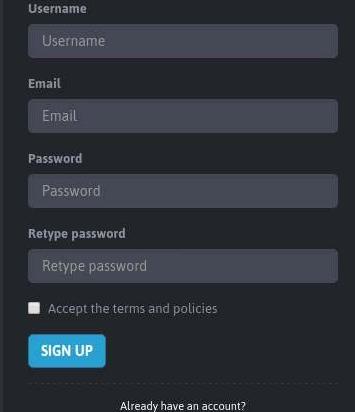 Username
Username
Email
Email
Password
Password
Retype password
Retype password
Accept the terms and policies
SIGN UP
Already have an account?